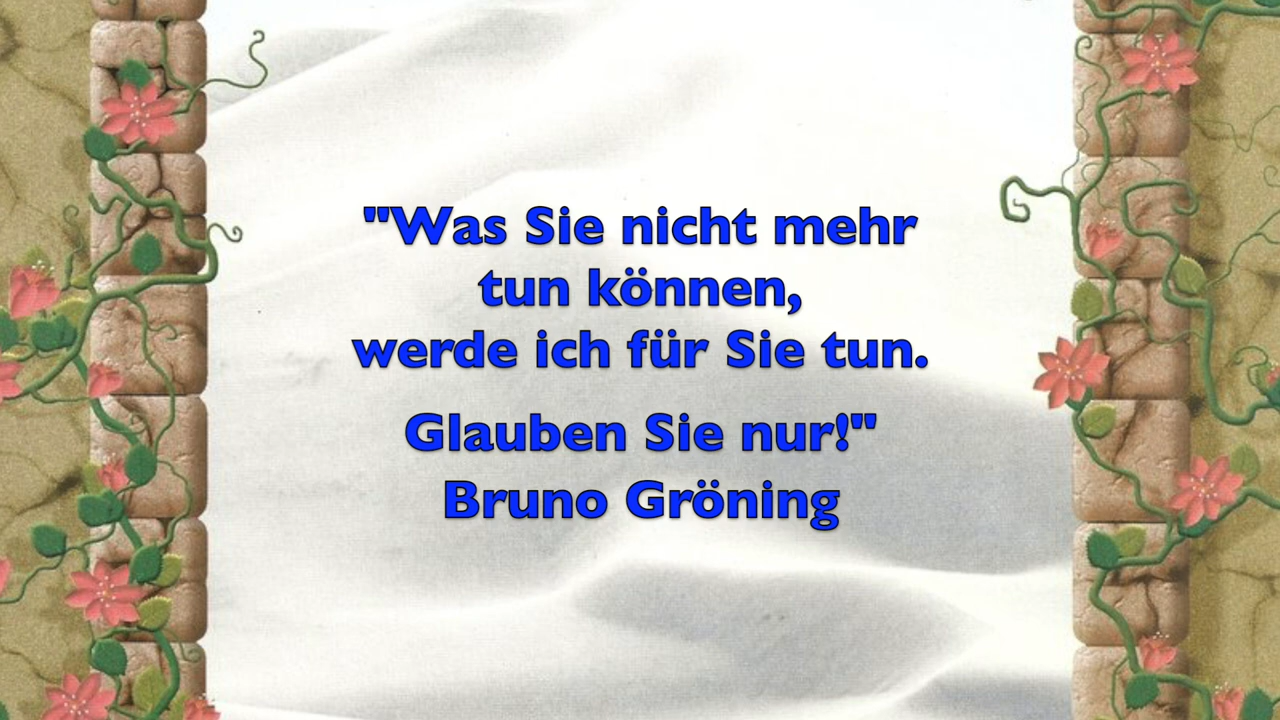 "Was Sie nicht mehr
tun können,
werde ich für Sie tun.
Glauben Sie nur!"
Bruno Gröning